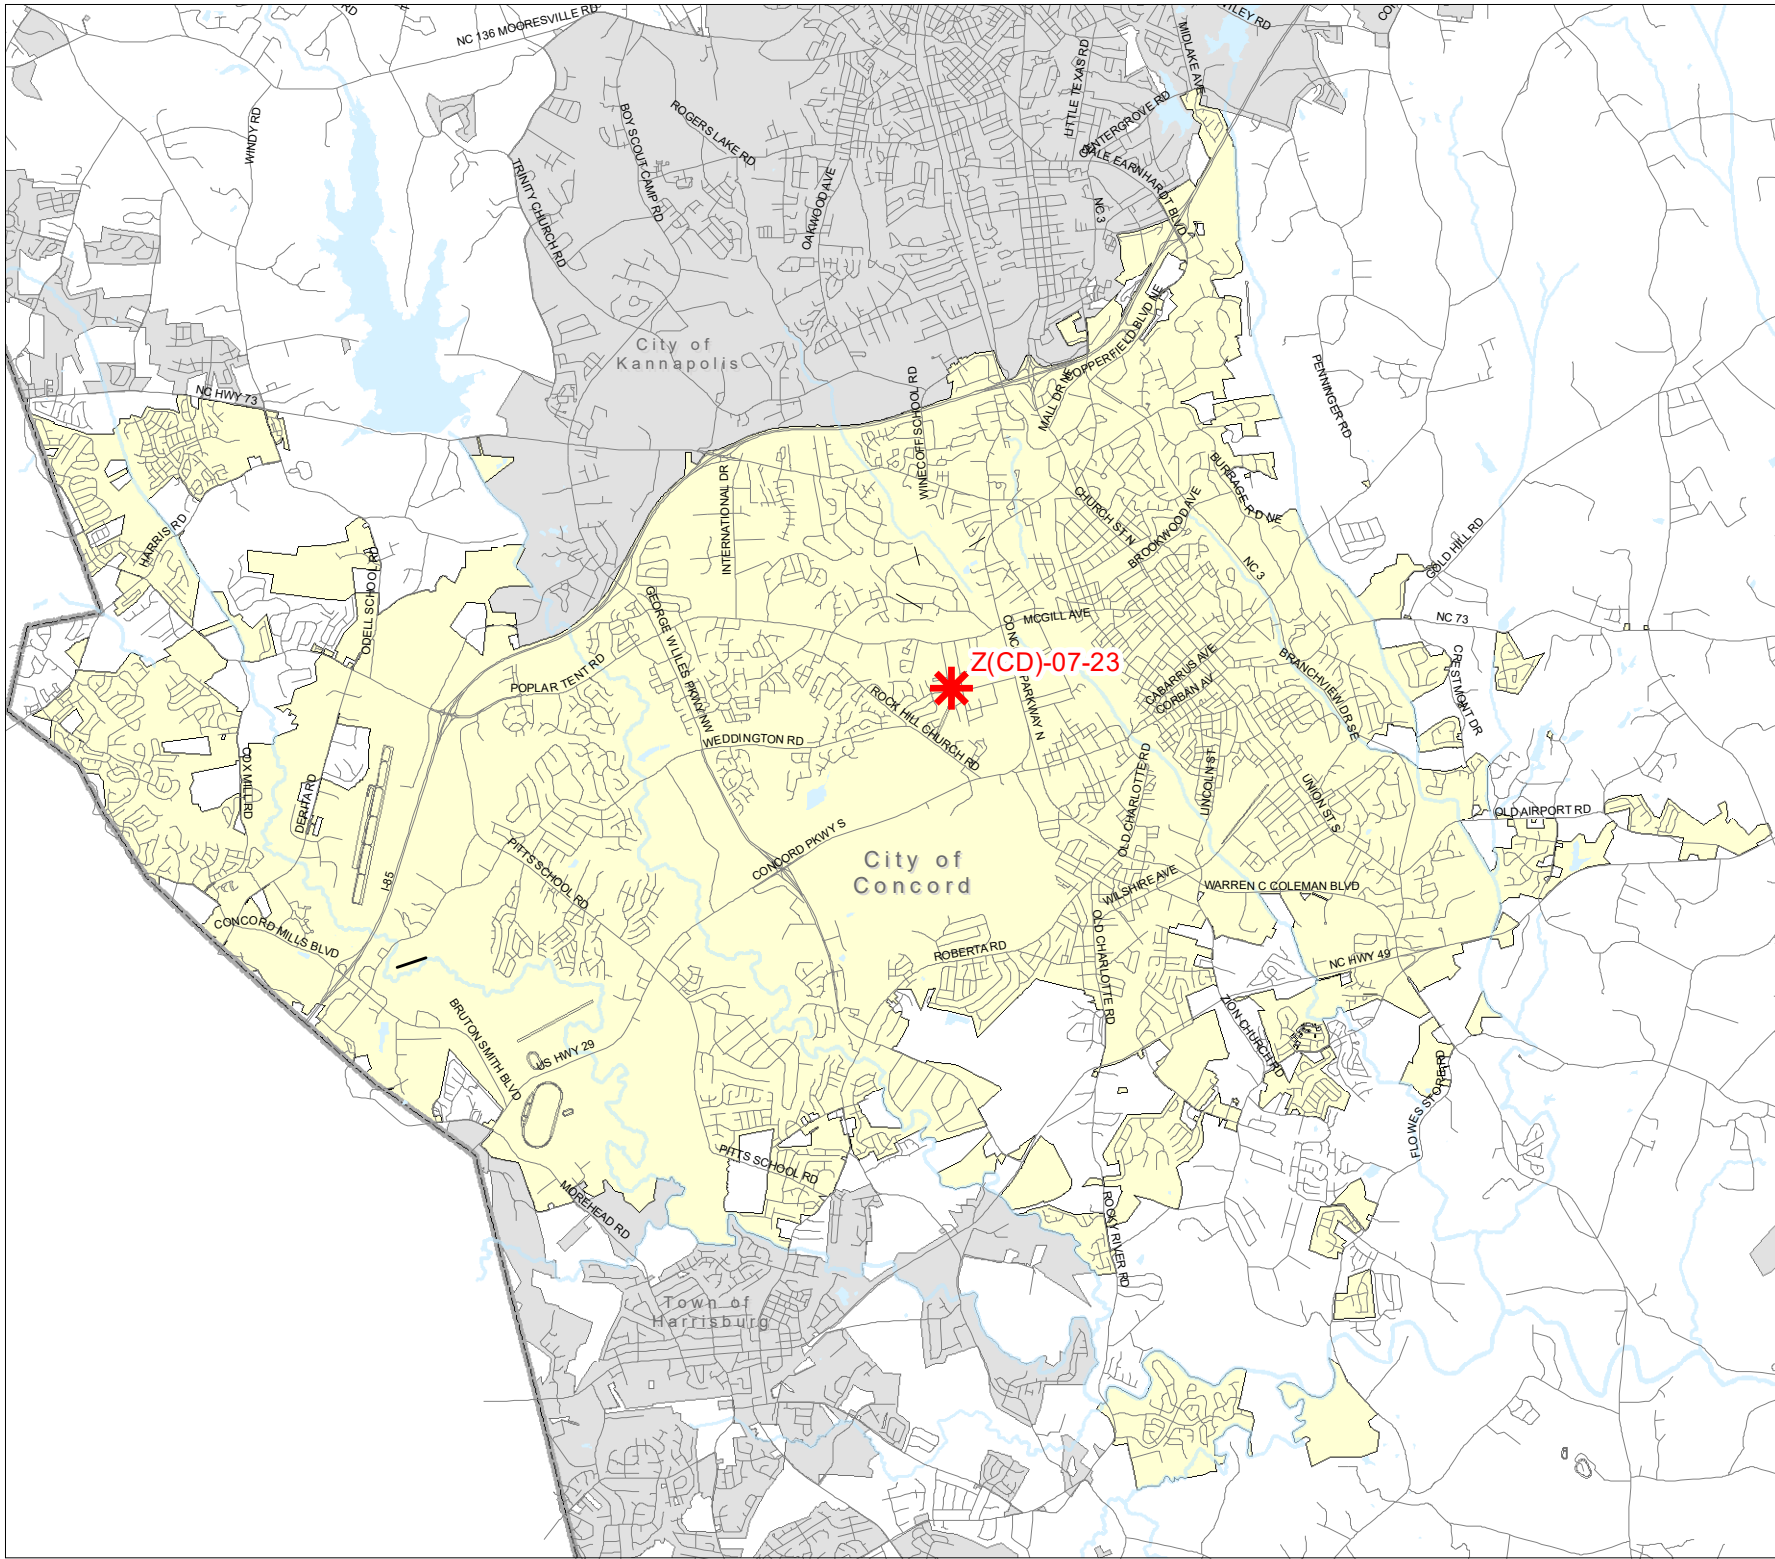 RD
NC 136 MOORESVILLE RD
MIDLAKE AVE
WINDY RD
BOY SCOUT CAMP RD
ROGERS LAKE RD
LITTLE TEXAS RD
CENTERGROVE RD
DALE EARNHARDT BLVD
TRINITY CHURCH RD
OAKWOOD AVE
NC 3
City of
Kannapolis
COPPERFIELD BLVD NE
MALL DR NE
PENNINGER RD
NC HWY 73
WINECOFF SCHOOL RD
INTERNATIONAL DR
BURRAGE RD NE
CHURCH ST N
BROOKWOOD AVE
HARRIS RD
GOLD HILL RD
NC 3
ODELL SCHOOL RD
GEORGE W LILES PKWY NW
MCGILL AVE
NC 73
CONC PARKWAY N
Z(CD)-07-23
POPLAR TENT RD
ROCK HILL CHURCH RD
CABARRUS AVE
CORBAN AV
BRANCHVIEW DR SE
CRESTMONT DR
WEDDINGTON RD
COX MILL RD
DERITA RD
OLD CHARLOTTE RD
LINCOLN ST
UNION ST S
OLD AIRPORT RD
PITTS SCHOOL RD
CONCORD PKWY S
City of
Concord
I-85
WILSHIRE AVE
WARREN C COLEMAN BLVD
CONCORD MILLS BLVD
ROBERTA RD
OLD CHARLOTTE RD
NC HWY 49
BRUTON SMITH BLVD
US HWY 29
ZION CHURCH RD
FLOWES STORE RD
PITTS SCHOOL RD
MOREHEAD RD
ROCKY RIVER RD
Town of
Harrisburg